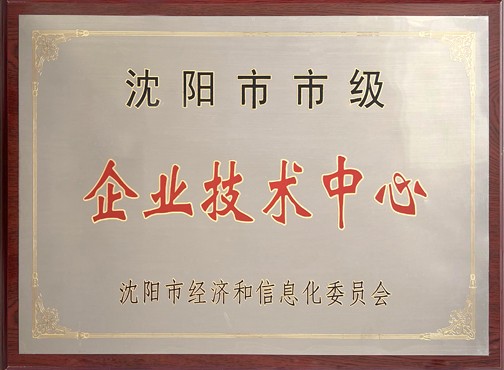 沈阳市市级
企业技术中心
沈阳市经济和信息化委员会